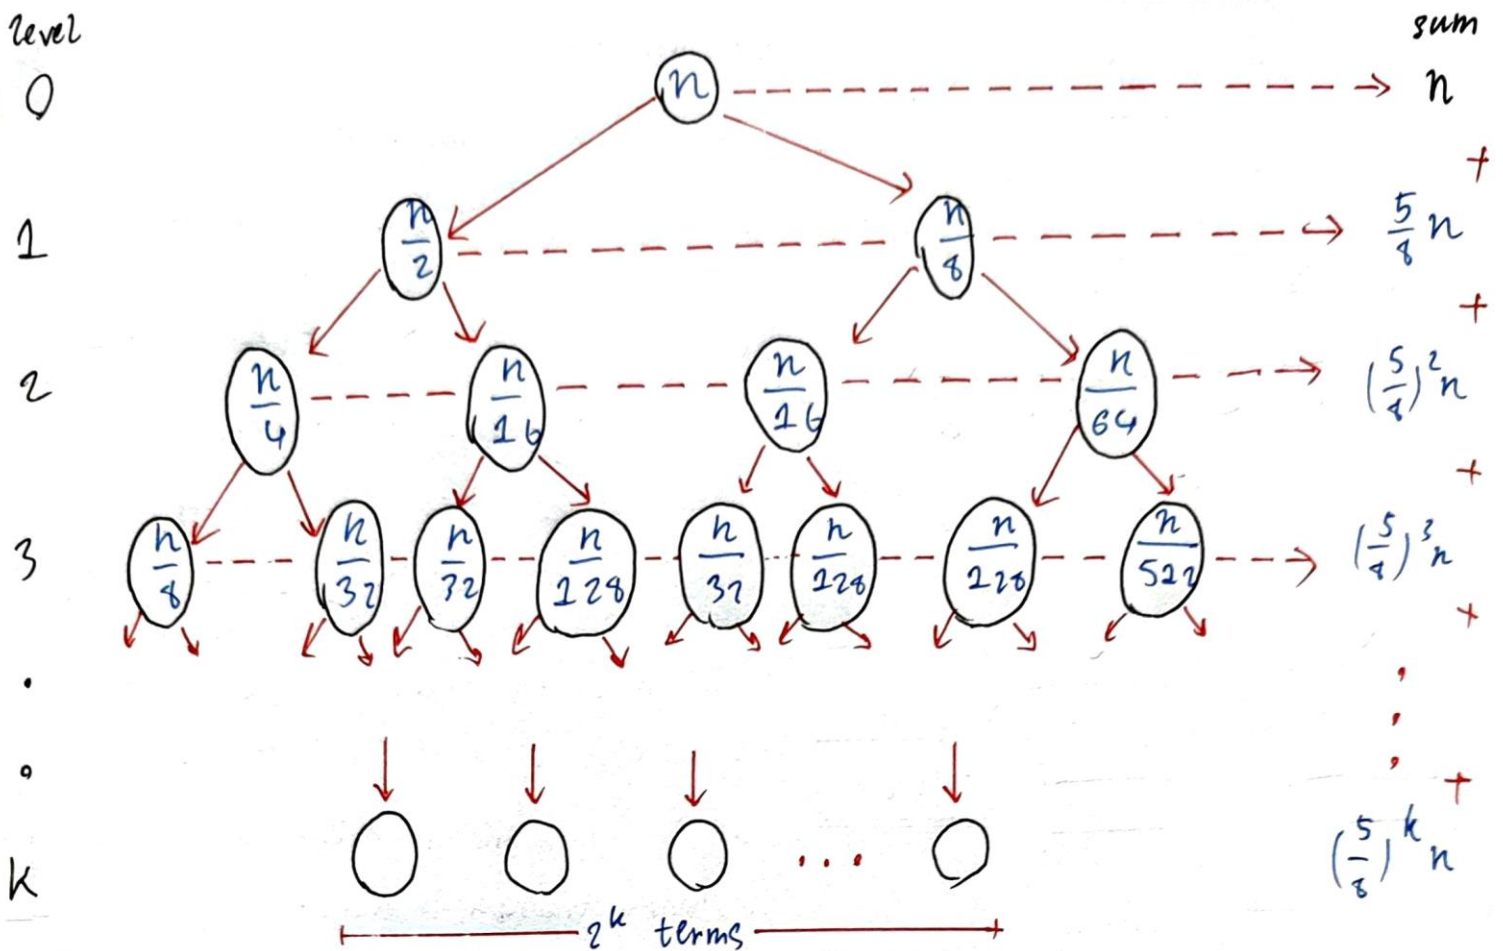 level sum
0 n n
+
1 n/2 n/8 5/8 n
+
2 n/4 n/16 n/16 n/64 (5/8)^2 n
+
3 n/8 n/32 n/32 n/128 n/32 n/128 n/128 n/512 (5/8)^3 n
+
.
.
+
k ... (5/8)^k n
2^k terms